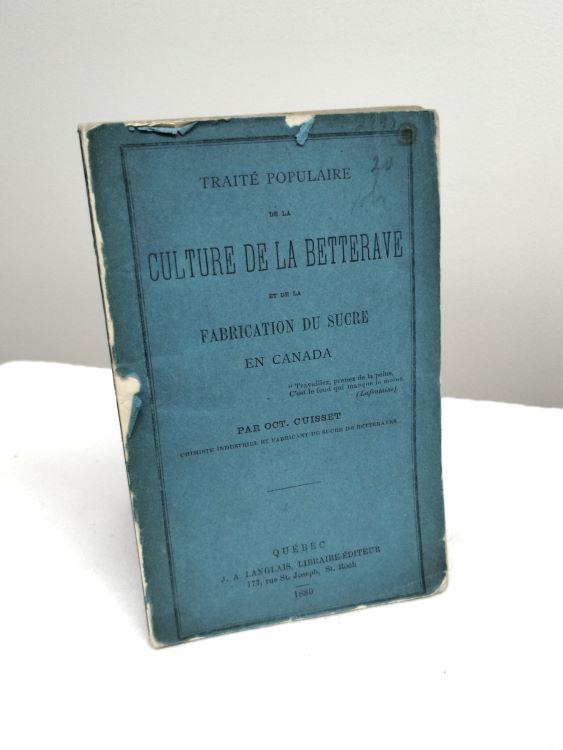 TRAITÉ POPULAIRE
DE LA
CULTURE DE LA BETTERAVE
ET DE LA
FABRICATION DU SUCRE
EN CANADA
“ Travaillez, prenez de la peine,
C'est le fond qui manque le moins.
(Lafontaine).
PAR OCT. CUISSET
CHIMISTE INDUSTRIEL ET FABRICANT DE SUCRE DE BETTERAVES
QUÉBEC
J. A. LANGLAIS, LIBRAIRE-ÉDITEUR
177, rue St. Joseph, St. Roch
1880